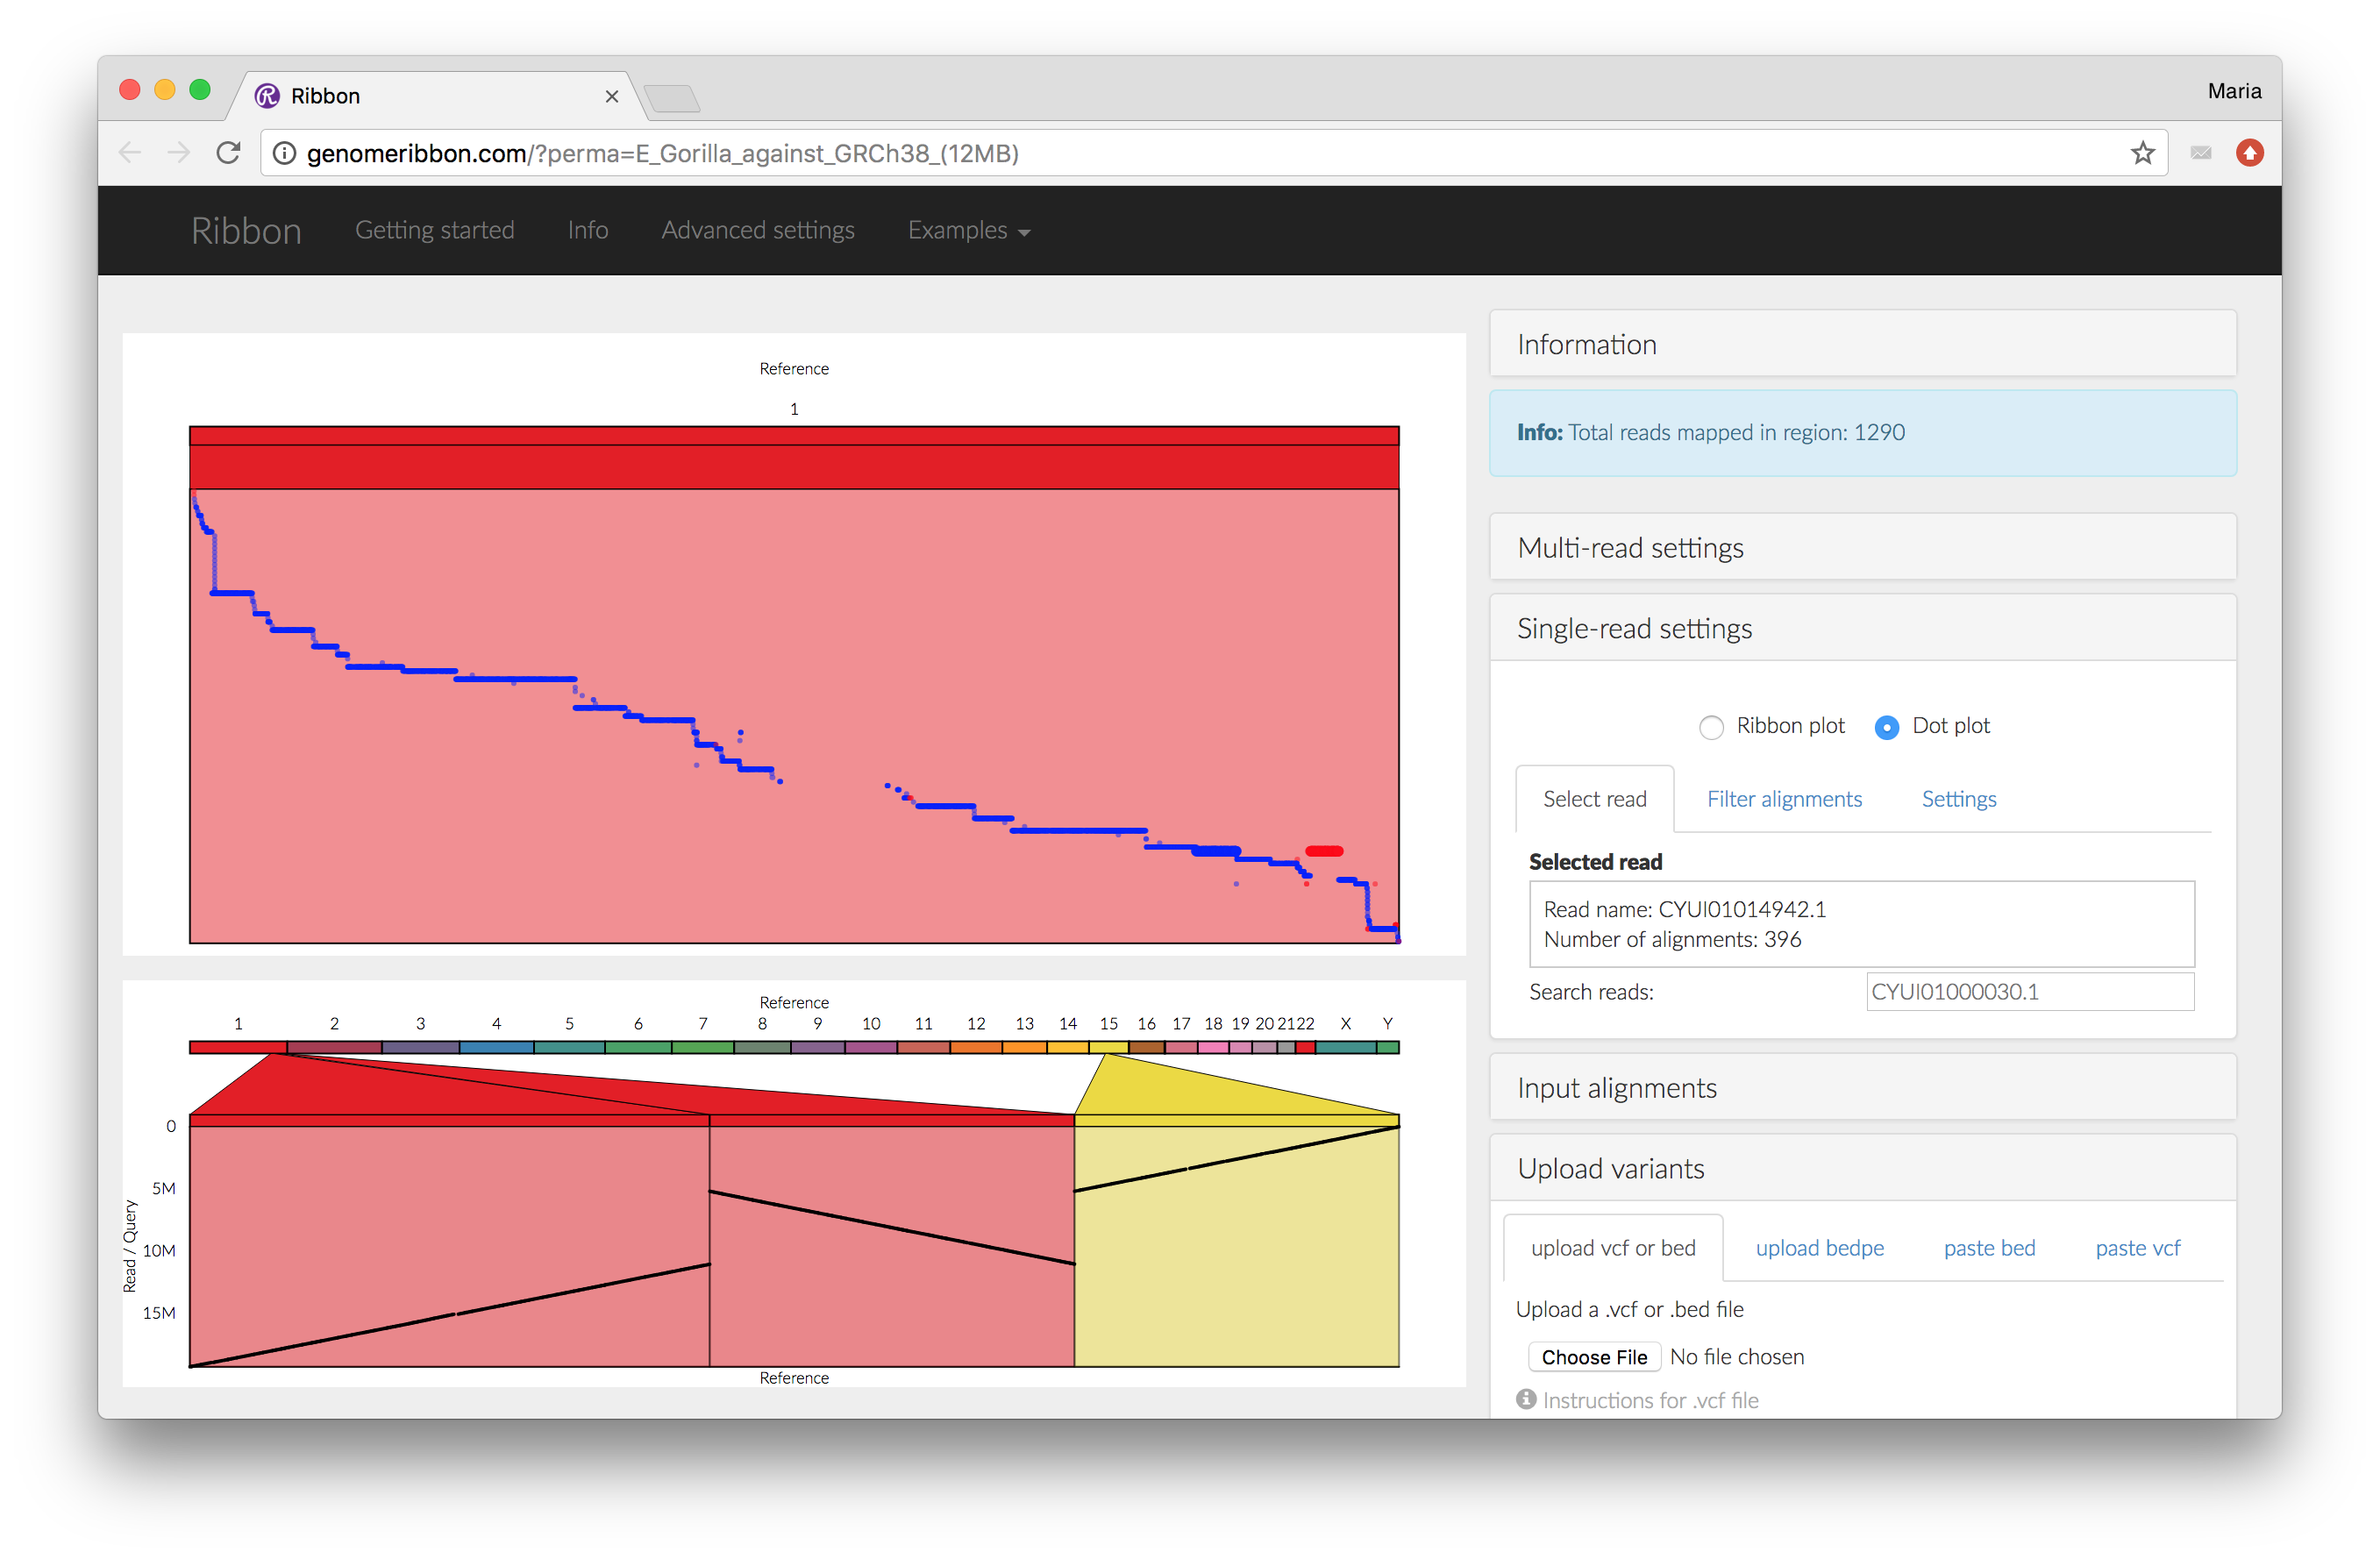 Ribbon
Maria
genomeribbon.com/?perma=E_Gorilla_against_GRCh38_(12MB)
Ribbon Getting started Info Advanced settings Examples
Reference
1
Reference
1 2 3 4 5 6 7 8 9 10 11 12 13 14 15 16 17 18 19 20 21 22 X Y
0
5M
10M
15M
Read / Query
Reference
Information
Info: Total reads mapped in region: 1290
Multi-read settings
Single-read settings
Ribbon plot Dot plot
Select read Filter alignments Settings
Selected read
Read name: CYUI01014942.1
Number of alignments: 396
Search reads: CYUI01000030.1
Input alignments
Upload variants
upload vcf or bed upload bedpe paste bed paste vcf
Upload a .vcf or .bed file
Choose File No file chosen
Instructions for .vcf file